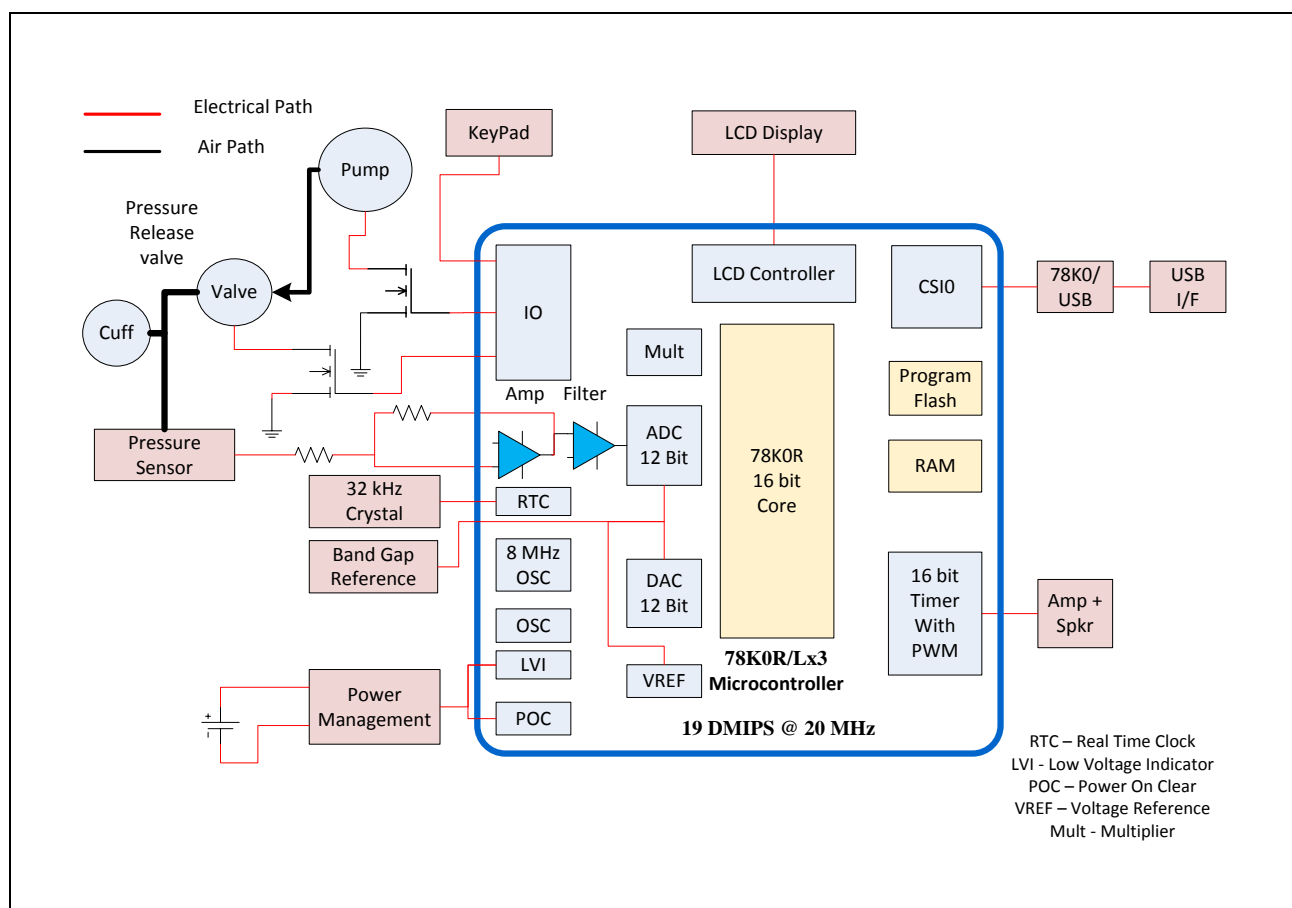 Electrical Path
Air Path
KeyPad
LCD Display
Pump
Pressure
Release
valve
Valve
Cuff
IO
LCD Controller
CSI0
78K0/
USB
USB
I/F
Mult
Program
Flash
Amp
Filter
Pressure
Sensor
ADC
12 Bit
78K0R
16 bit
Core
RAM
32 kHz
Crystal
RTC
Band Gap
Reference
8 MHz
OSC
DAC
12 Bit
16 bit
Timer
With
PWM
Amp +
Spkr
OSC
LVI
VREF
78K0R/Lx3
Microcontroller
Power
Management
+
–
POC
19 DMIPS @ 20 MHz
RTC – Real Time Clock
LVI - Low Voltage Indicator
POC – Power On Clear
VREF – Voltage Reference
Mult - Multiplier